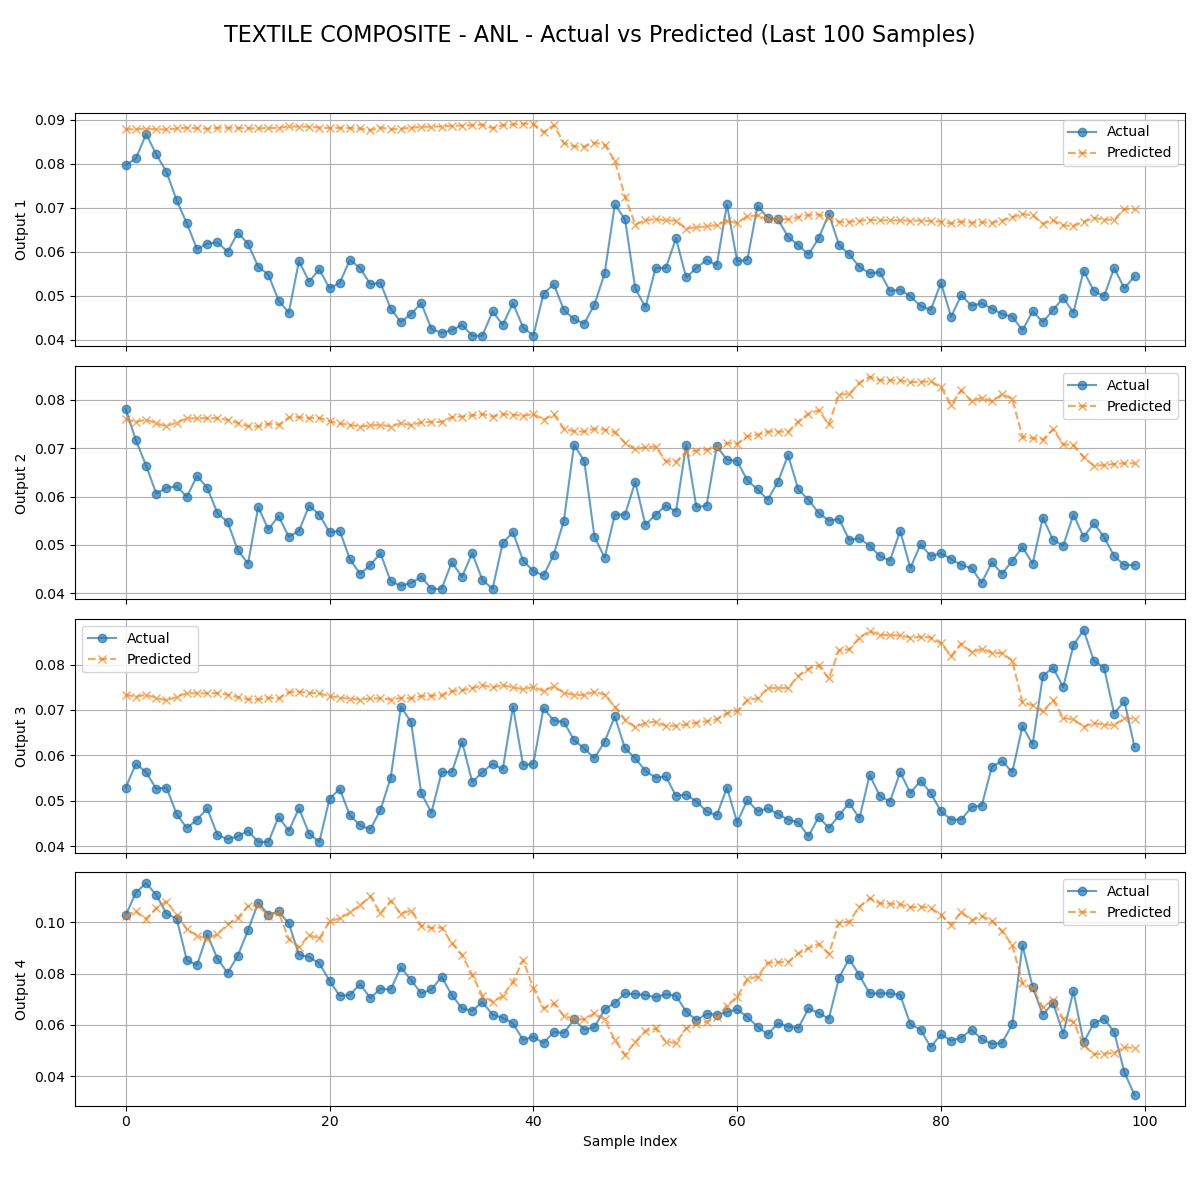 TEXTILE COMPOSITE - ANL - Actual vs Predicted (Last 100 Samples)
Output 1
0.09
0.08
0.07
0.06
0.05
0.04
Actual
Predicted
Output 2
0.08
0.07
0.06
0.05
0.04
Actual
Predicted
Output 3
0.08
0.07
0.06
0.05
0.04
Actual
Predicted
Output 4
0.10
0.08
0.06
0.04
Actual
Predicted
0 20 40 60 80 100
Sample Index